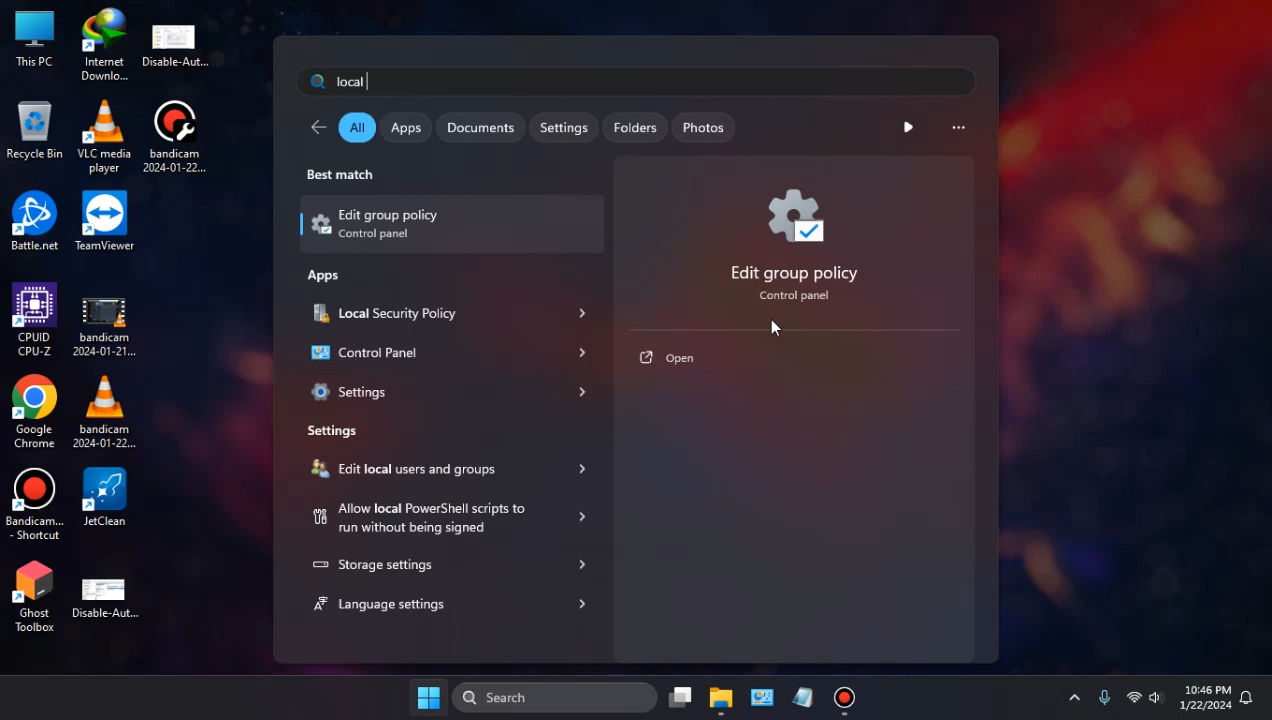 local
All
Apps
Documents
Settings
Folders
Photos
Best match
Edit group policy
Control panel
Apps
Local Security Policy
Control Panel
Settings
Settings
Edit local users and groups
Allow local PowerShell scripts to
run without being signed
Storage settings
Language settings
Edit group policy
Control panel
Open
This PC
Internet
Downlo...
Disable-Aut...
Recycle Bin
VLC media
player
bandicam
2024-01-22...
Battle.net
TeamViewer
CPUID
CPU-Z
bandicam
2024-01-21...
Google
Chrome
bandicam
2024-01-22...
Bandicam...
- Shortcut
JetClean
Ghost
Toolbox
Disable-Aut...
Search
10:46 PM
1/22/2024